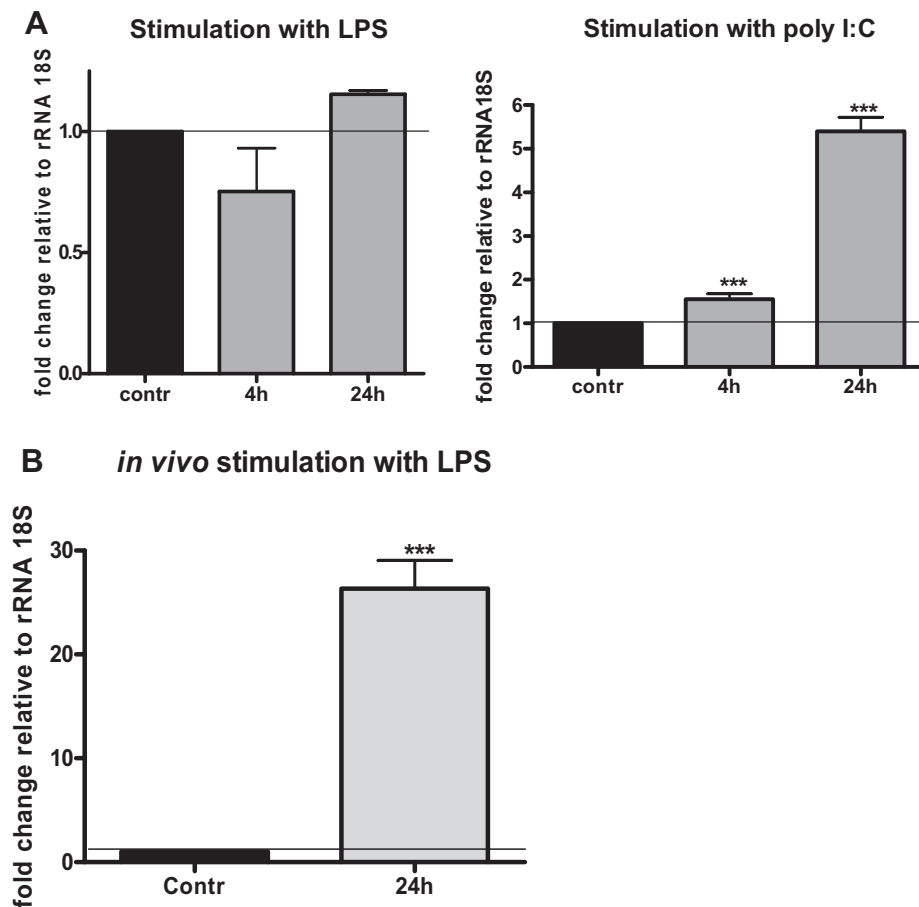 A
Stimulation with LPS
fold change relative to rRNA 18S
1.0
0.5
0.0
contr
4h
24h
Stimulation with poly I:C
fold change relative to rRNA18S
6
5
4
3
2
1
0
***
***
contr
4h
24h
B
in vivo stimulation with LPS
fold change relative to rRNA 18S
30
20
10
0
***
Contr
24h